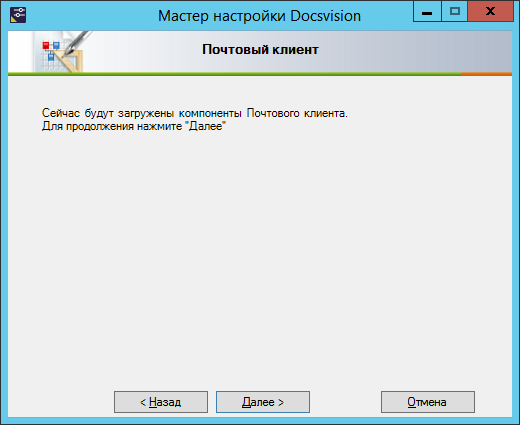 Мастер настройки Docsvision
Почтовый клиент
Сейчас будут загружены компоненты Почтового клиента.
Для продолжения нажмите "Далее"
< Назад
Далее >
Отмена